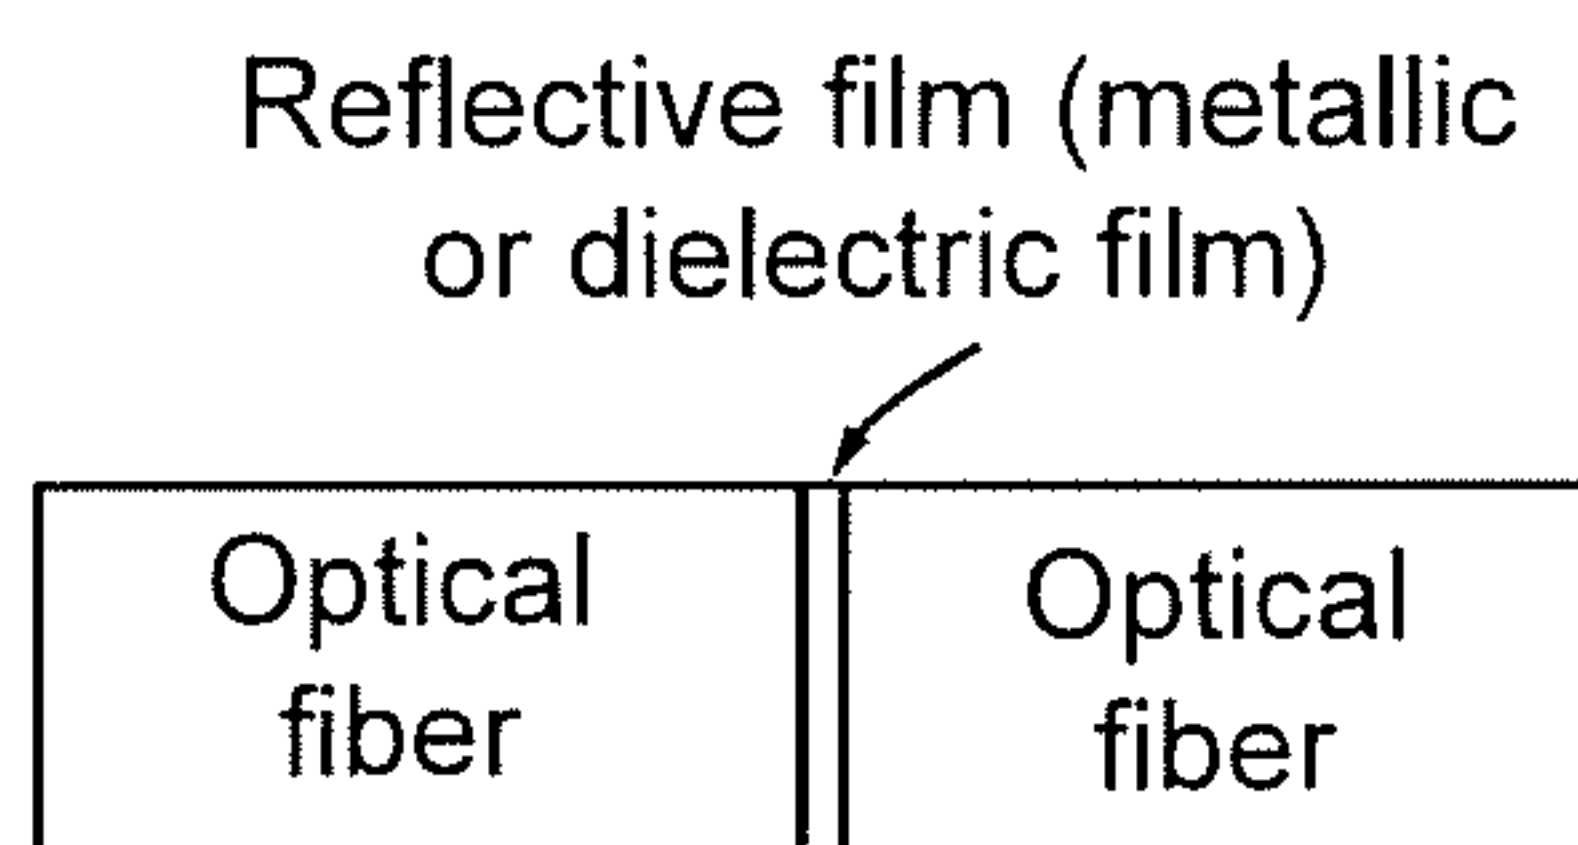 Reflective film (metallic
or dielectric film)
Optical
fiber
Optical
fiber